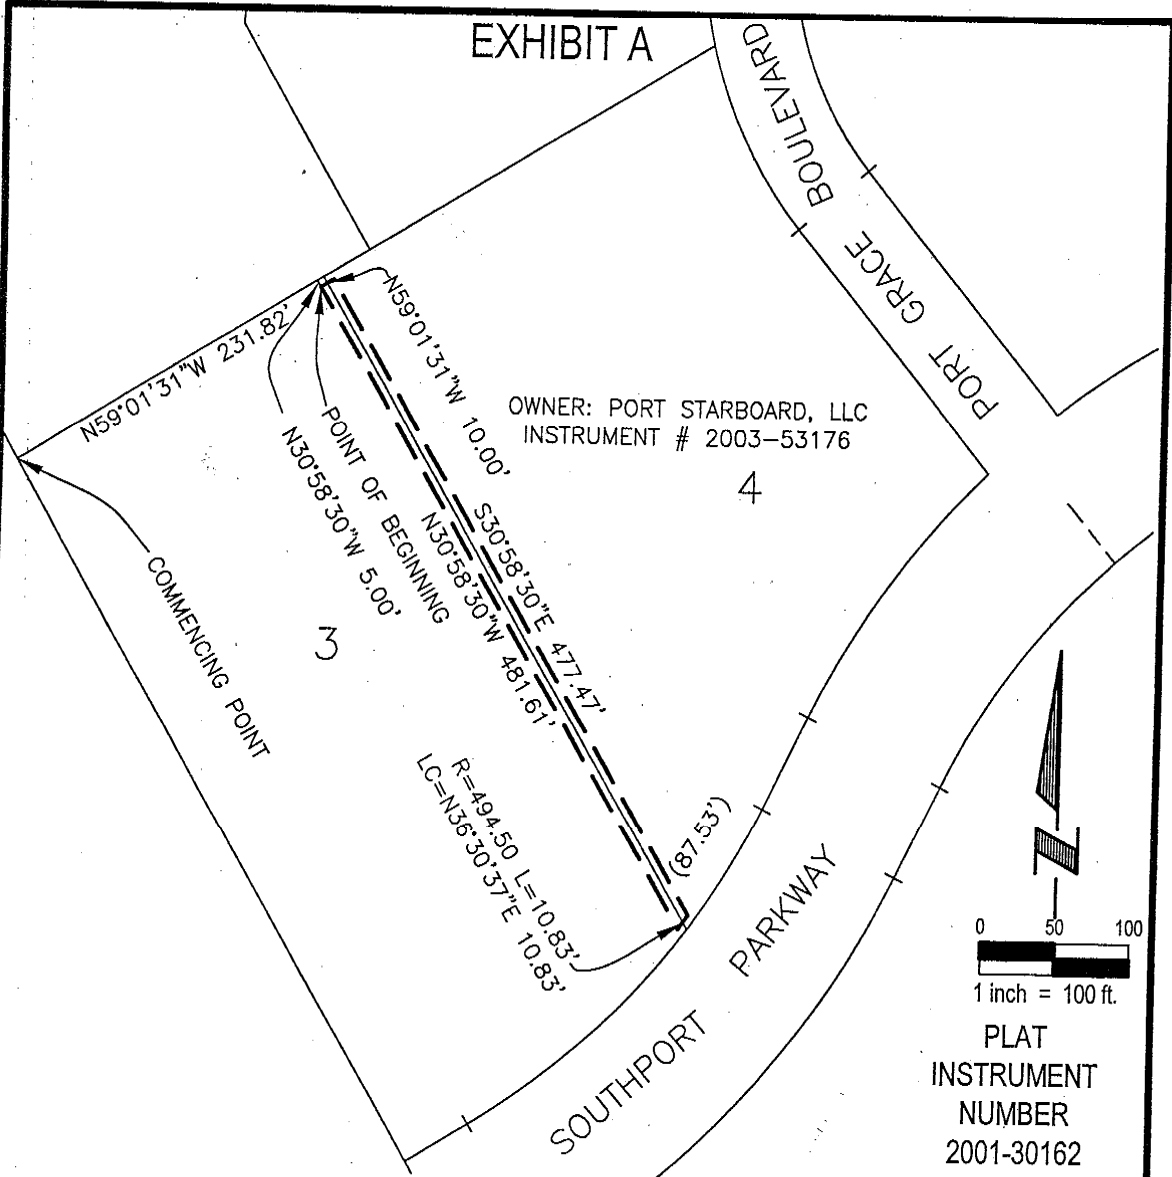 EXHIBIT A
PORT GRACE BOULEVARD
N59°01'31"W 231.82'
N59°01'31"W 10.00'
OWNER: PORT STARBOARD, LLC
INSTRUMENT # 2003-53176
4
POINT OF BEGINNING
N30°58'30"W 5.00'
S30°58'30"E 477.47'
N30°58'30"W 481.61'
COMMENCING POINT
3
R=494.50 L=10.83'
LC=N36°30'37"E 10.83'
(87.53')
SOUTHPORT PARKWAY
N
0 50 100
1 inch = 100 ft.
PLAT
INSTRUMENT
NUMBER
2001-30162